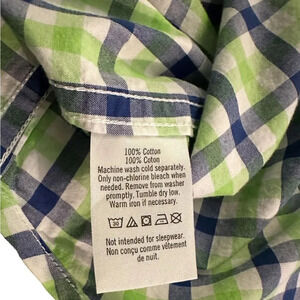 100% Cotton
100% Coton
Machine wash cold separately.
Only non-chlorine bleach when
needed. Remove from washer
promptly. Tumble dry low.
Warm iron if necessary.
Not intended for sleepwear.
Non conçu comme vêtement
de nuit.